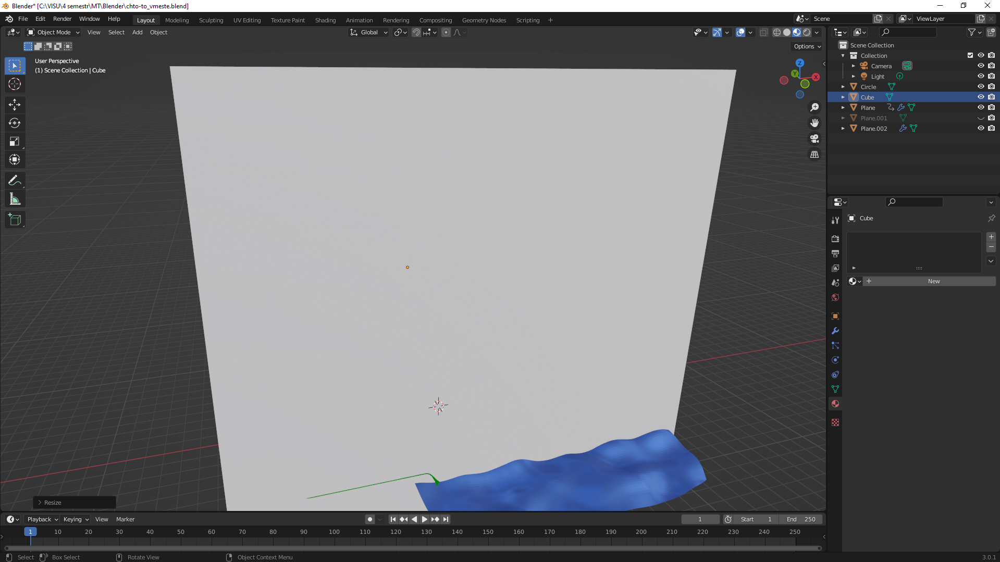 Blender* [C:\VISU\4 semestr\MT\Blender\chto-to_vmeste.blend]
File Edit Render Window Help Layout Modeling Sculpting UV Editing Texture Paint Shading Animation Rendering Compositing Geometry Nodes Scripting + Scene ViewLayer
Object Mode View Select Add Object Global
Options
User Perspective
(1) Scene Collection | Cube
Z
Y
X
Scene Collection
Collection
Camera
Light
Circle
Cube
Plane
Plane.001
Plane.002
Cube
New
Resize
Playback Keying View Marker 1 Start 1 End 250
1 10 20 30 40 50 60 70 80 90 100 110 120 130 140 150 160 170 180 190 200 210 220 230 240 250
Select Box Select Rotate View Object Context Menu 3.0.1